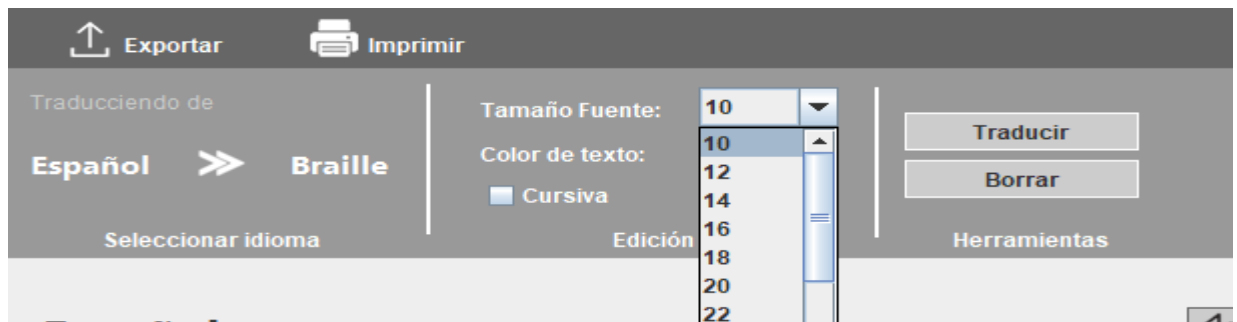 Exportar
Imprimir
Traducciendo de
Español
Braille
Seleccionar idioma
Tamaño Fuente:
10
Color de texto:
Cursiva
Edición
10
12
14
16
18
20
22
Traducir
Borrar
Herramientas